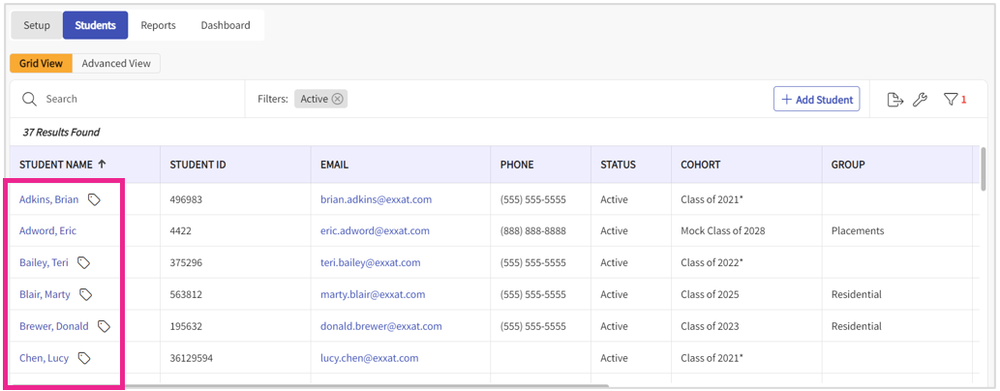 Setup Students Reports Dashboard
Grid View Advanced View
Search Filters: Active + Add Student 1
37 Results Found
STUDENT NAME STUDENT ID EMAIL PHONE STATUS COHORT GROUP
Adkins, Brian 496983 brian.adkins@exxat.com (555) 555-5555 Active Class of 2021*
Adword, Eric 4422 eric.adword@exxat.com (888) 888-8888 Active Mock Class of 2028 Placements
Bailey, Teri 375296 teri.bailey@exxat.com (555) 555-5555 Active Class of 2022*
Blair, Marty 563812 marty.blair@exxat.com (555) 555-5555 Active Class of 2025 Residential
Brewer, Donald 195632 donald.brewer@exxat.com (555) 555-5555 Active Class of 2023 Residential
Chen, Lucy 36129594 lucy.chen@exxat.com Active Class of 2021*